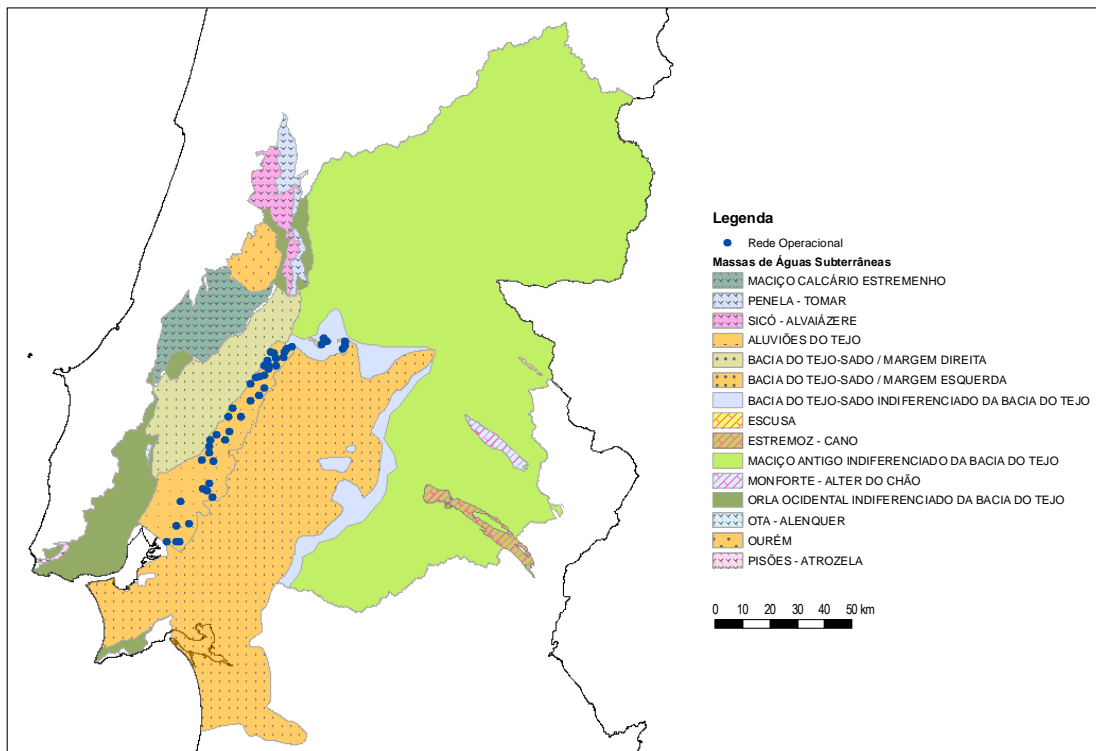 Legenda
Rede Operacional
Massas de Águas Subterrâneas
MACIÇO CALCÁRIO ESTREMENHO
PENELA - TOMAR
SICÓ - ALVAIÁZERE
ALUVIÕES DO TEJO
BACIA DO TEJO-SADO / MARGEM DIREITA
BACIA DO TEJO-SADO / MARGEM ESQUERDA
BACIA DO TEJO-SADO INDIFERENCIADO DA BACIA DO TEJO
ESCUSA
ESTREMOZ - CANO
MACIÇO ANTIGO INDIFERENCIADO DA BACIA DO TEJO
MONFORTE - ALTER DO CHÃO
ORLA OCIDENTAL INDIFERENCIADO DA BACIA DO TEJO
OTA - ALENQUER
OURÉM
PISÕES - ATROZELA
0 10 20 30 40 50 km